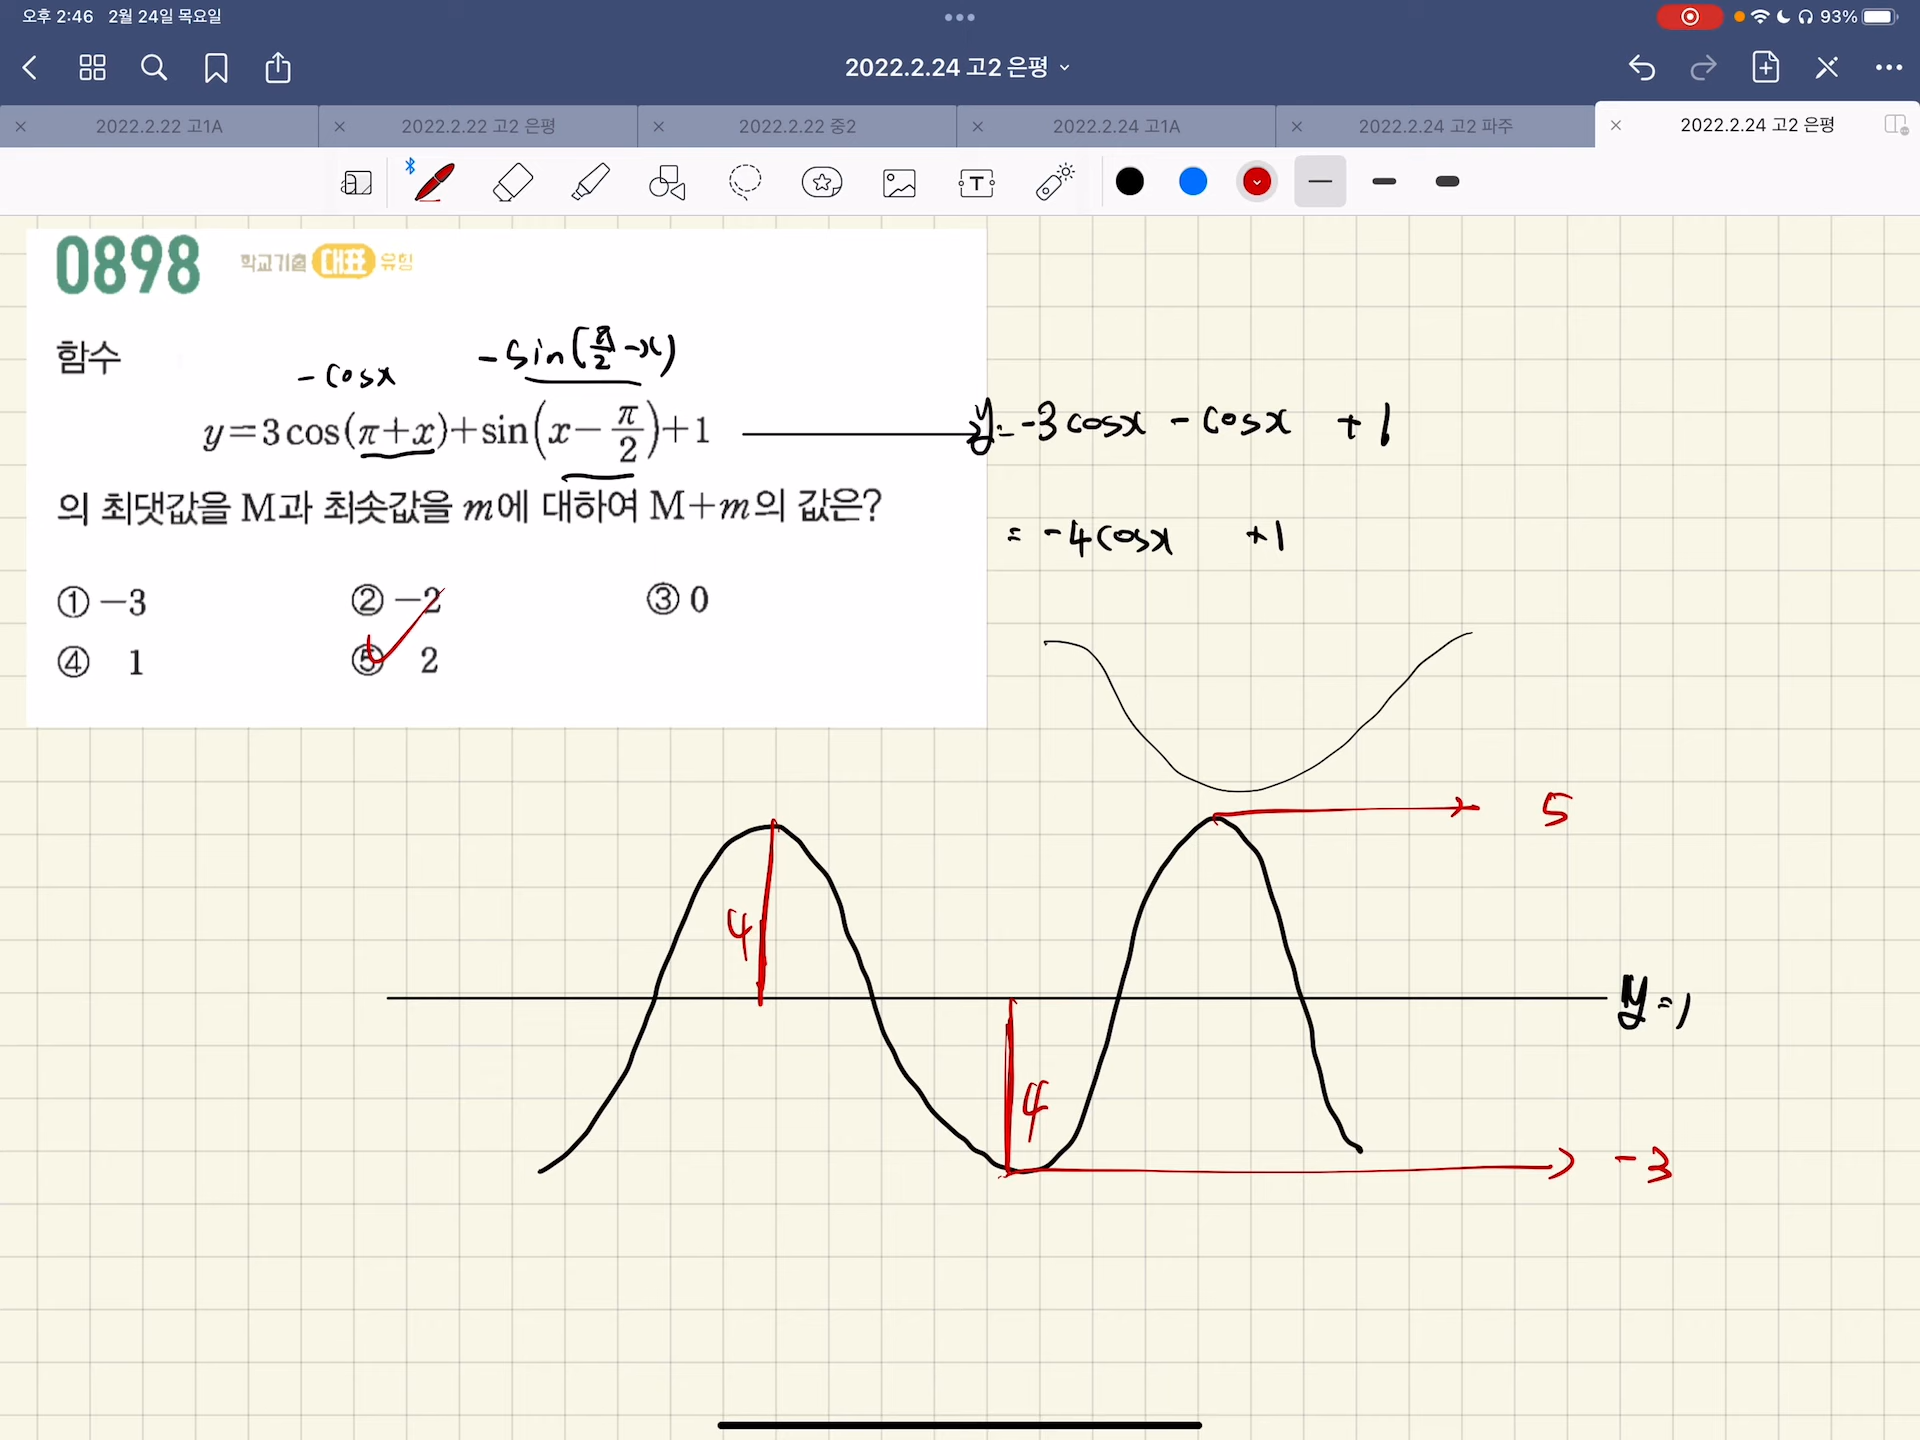 오후 2:46 2월 24일 목요일
93%
2022.2.24 고2 은평
2022.2.22 고1A
2022.2.22 고2 은평
2022.2.22 중2
2022.2.24 고1A
2022.2.24 고2 파주
2022.2.24 고2 은평
0898 학교기출 대표 유형
함수
-cosx
-sin(π/2-x)
y=3cos(π+x)+sin(x-π/2)+1
y=-3cosx -cosx +1
의 최댓값을 M과 최솟값을 m에 대하여 M+m의 값은?
= -4cosx +1
① -3 ② -2 ③ 0
④ 1 ⑤ 2
5
4
y=1
4
-3